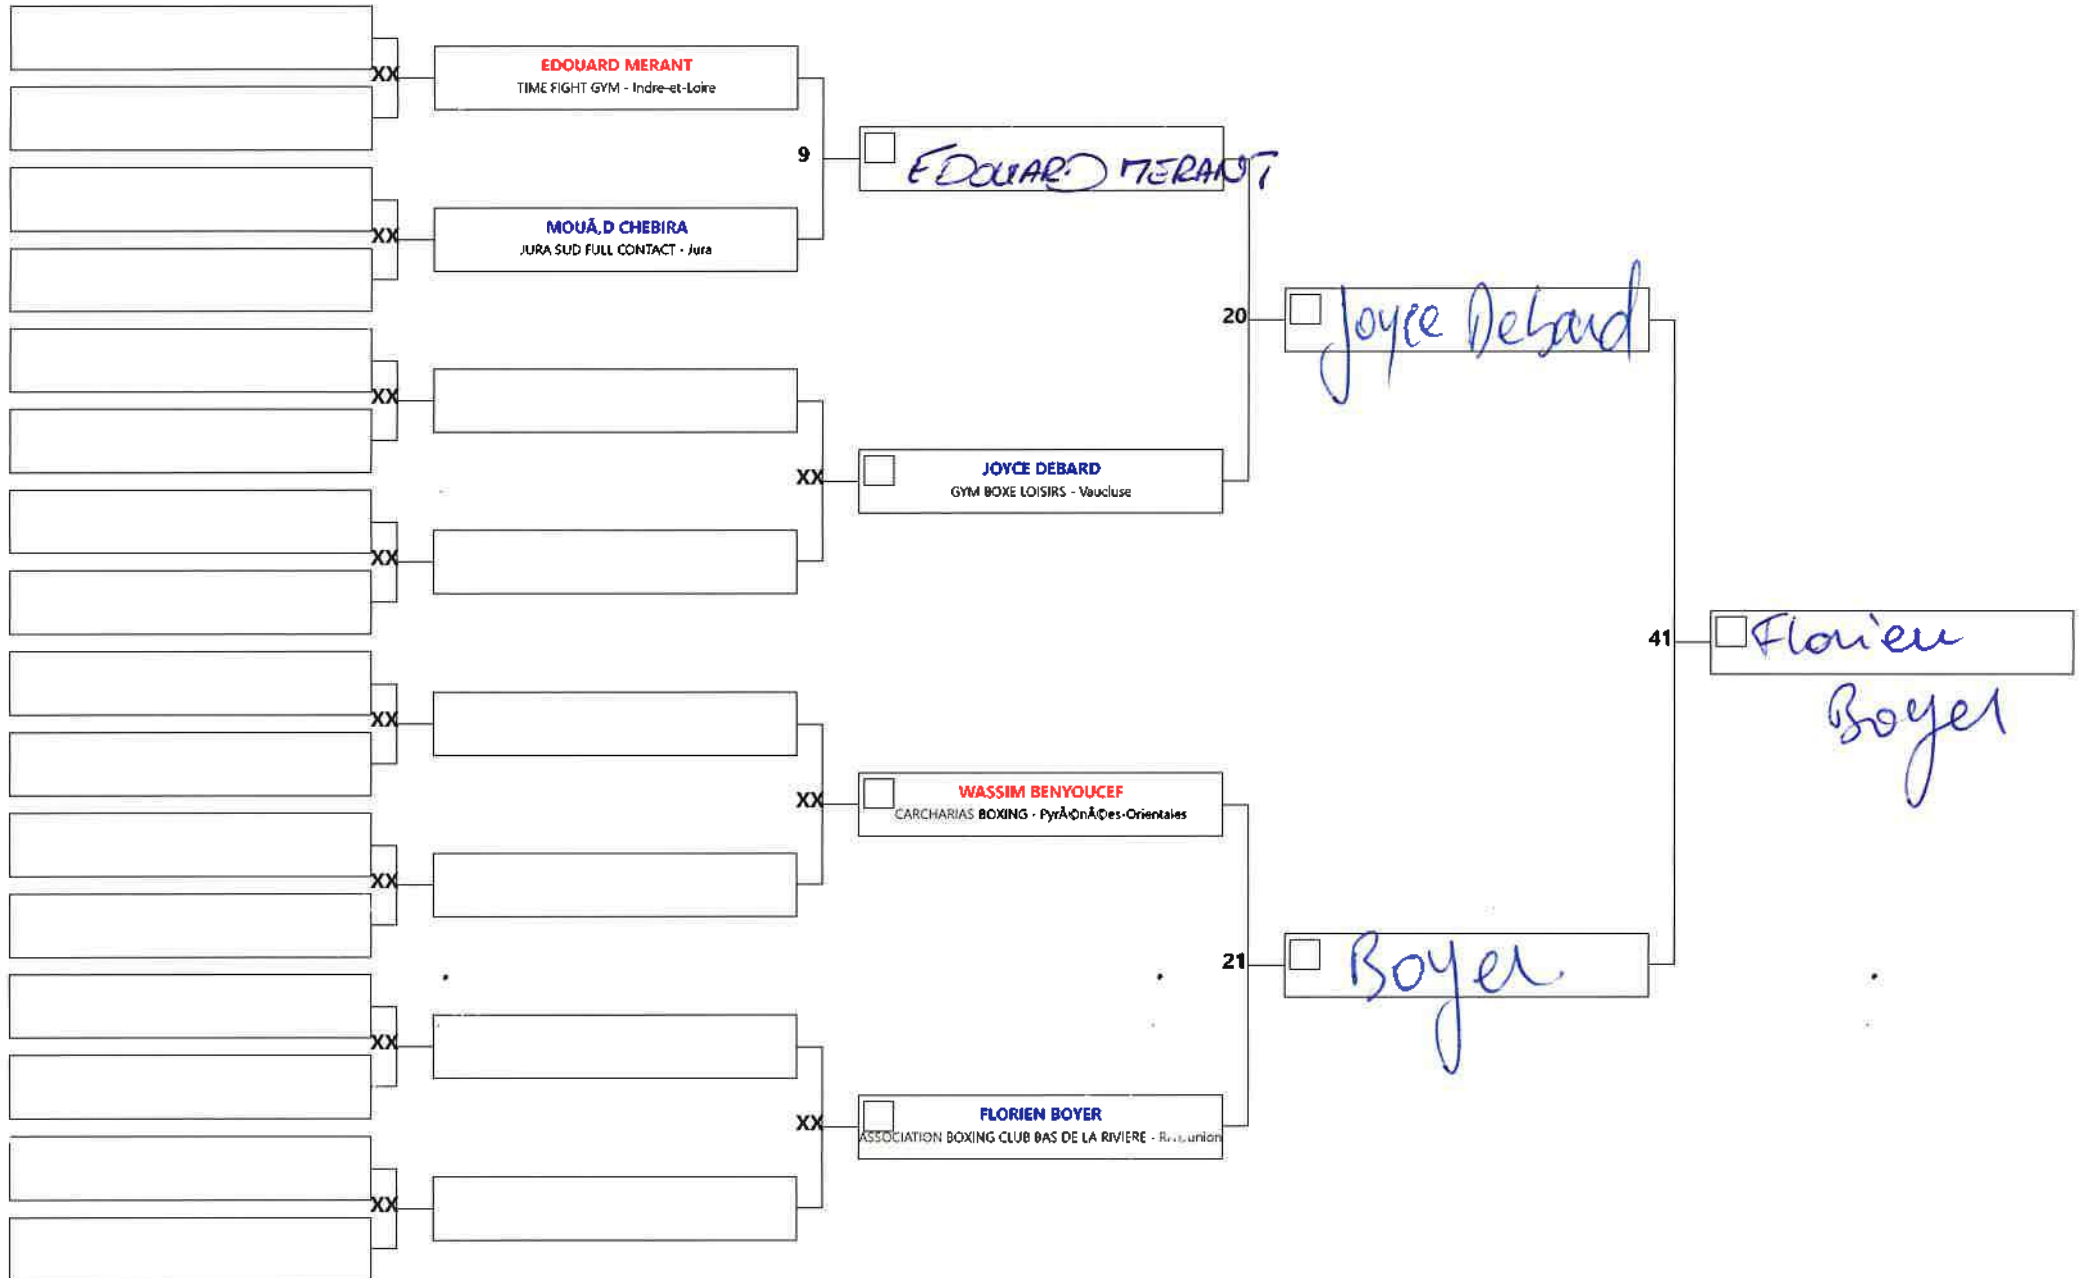 XX
EDOUARD MERANT
TIME FIGHT GYM - Indre-et-Loire
9
EDOUARD MERANT
XX
MOUÃ‚D CHEBIRA
JURA SUD FULL CONTACT - Jura
20
Joyce Debard
XX
XX
JOYCE DEBARD
GYM BOXE LOISIRS - Vaucluse
XX
41
Florien
Boyer
XX
XX
WASSIM BENYOUCEF
CARCHARIAS BOXING - PyrÃ©nÃ©es-Orientales
XX
21
Boyer
XX
XX
FLORIEN BOYER
ASSOCIATION BOXING CLUB BAS DE LA RIVIERE -
XX